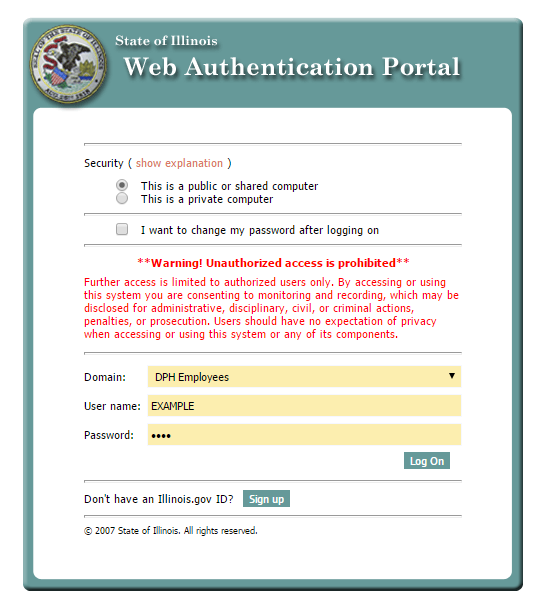 State of Illinois
Web Authentication Portal
Security ( show explanation )
This is a public or shared computer
This is a private computer
I want to change my password after logging on
**Warning! Unauthorized access is prohibited**
Further access is limited to authorized users only. By accessing or using
this system you are consenting to monitoring and recording, which may be
disclosed for administrative, disciplinary, civil, or criminal actions,
penalties, or prosecution. Users should have no expectation of privacy
when accessing or using this system or any of its components.
Domain: DPH Employees
User name: EXAMPLE
Password: ••••
Log On
Don't have an Illinois.gov ID? Sign up
© 2007 State of Illinois. All rights reserved.